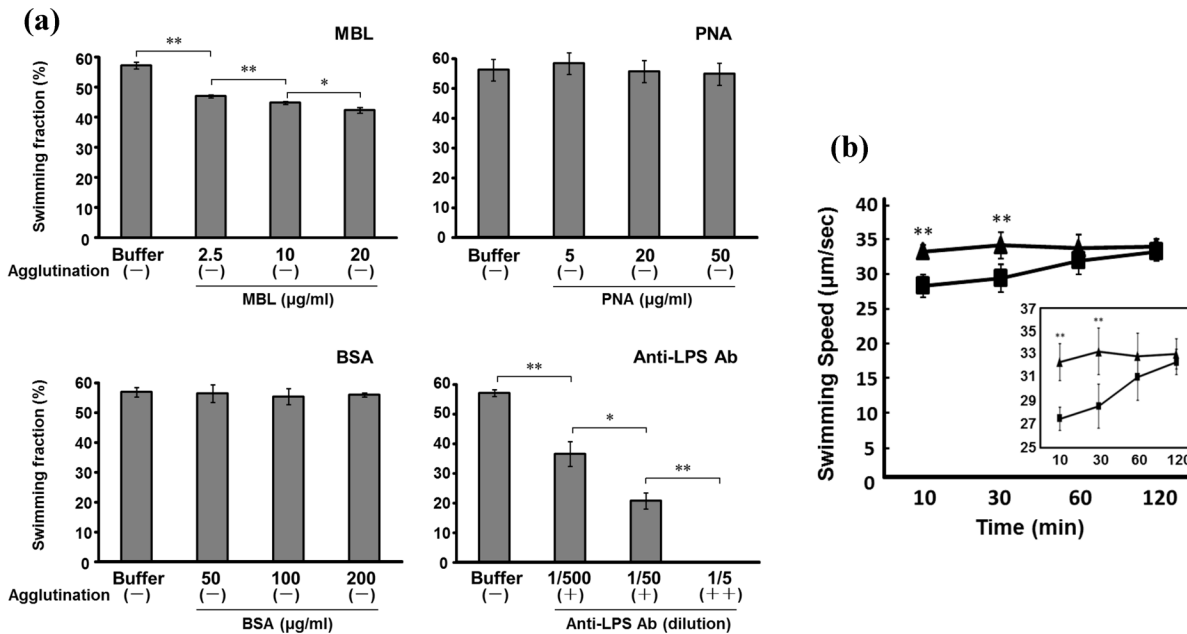 (a)
MBL
Swimming fraction (%)
60
50
40
30
20
10
0
**
**
*
Buffer 2.5 10 20
Agglutination (−) (−) (−) (−)
MBL (μg/ml)
PNA
60
50
40
30
20
10
0
Buffer 5 20 50
(−) (−) (−) (−)
PNA (μg/ml)
BSA
Swimming fraction (%)
60
50
40
30
20
10
0
Buffer 50 100 200
Agglutination (−) (−) (−) (−)
BSA (μg/ml)
Anti-LPS Ab
60
50
40
30
20
10
0
**
*
**
Buffer 1/500 1/50 1/5
(−) (+) (+) (++)
Anti-LPS Ab (dilution)
(b)
Swimming Speed (μm/sec)
40
35
30
25
20
15
10
5
0
**
**
10 30 60 120
Time (min)
37
35
33
31
29
27
25
**
**
10 30 60 120